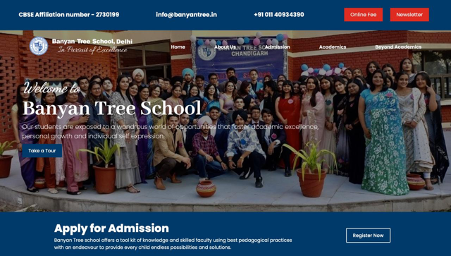 CBSE Affiliation number - 2730199
info@banyantree.in
+91 011 40934390
Online Fee
Newsletter
Banyan Tree School, Delhi
In Pursuit of Excellence
Home
About Us
Admission
Academics
Beyond Academics
CHANDIGARH
Welcome to
Banyan Tree School
Our students are exposed to a wondrous world of opportunities that foster academic excellence,
personal growth and individual self expression.
Take a Tour
Apply for Admission
Banyan Tree school offers a tool kit of knowledge and skilled faculty using best pedagogical practices
with an endeavour to provide every child endless possibilities and solutions.
Register Now